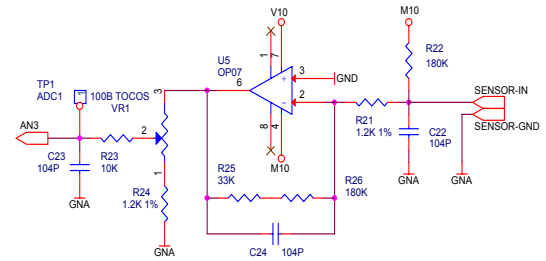 V10
M10
U5
OP07
R22
180K
TP1
ADC1
1
100B TOCOS
VR1
3
6
1
7
3
GND
2
SENSOR-IN
SENSOR-GND
AN3
2
8
4
R21
1.2K 1%
C22
104P
C23
104P
R23
10K
1
M10
R25
33K
R24
1.2K 1%
R26
180K
GNA
GNA
GNA
GNA
C24
104P